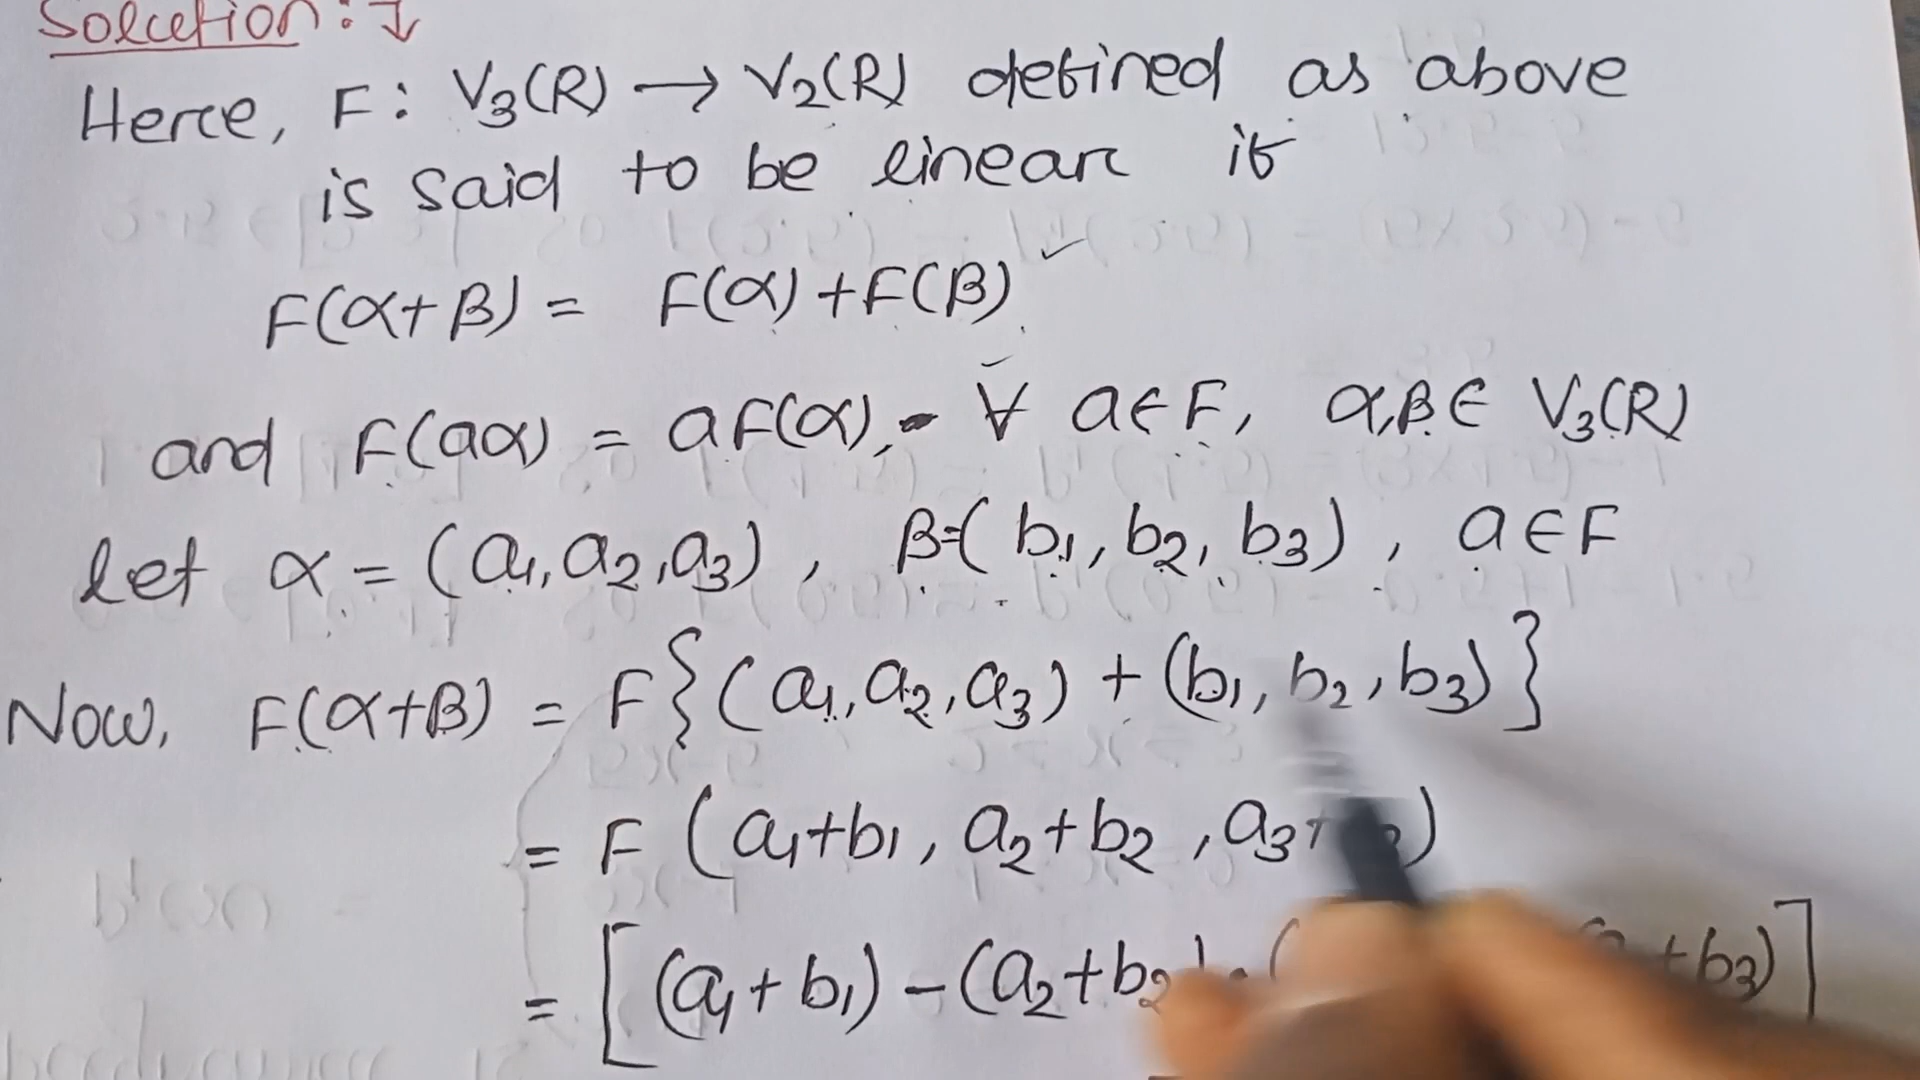 Solution:↓
Here, F: V₃(R) → V₂(R) defined as above
is said to be linear if
F(α+β) = F(α)+F(β)
and F(aα) = aF(α), - ∀ a∈F, α,β∈ V₃(R)
let α = (a₁,a₂,a₃), β=(b₁,b₂,b₃), a∈F
Now, F(α+β) = F{(a₁,a₂,a₃) + (b₁,b₂,b₃)}
= F (a₁+b₁, a₂+b₂, a₃+ )
= [(a₁+b₁) - (a₂+b₂) +b₃)]